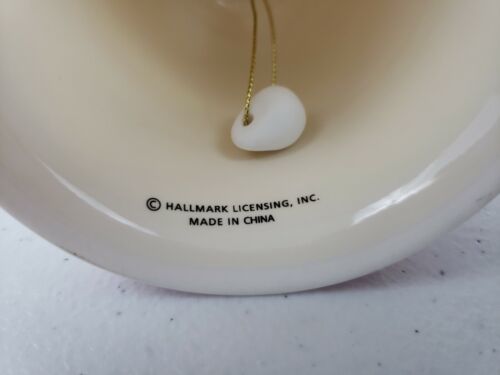 © HALLMARK LICENSING, INC.
MADE IN CHINA